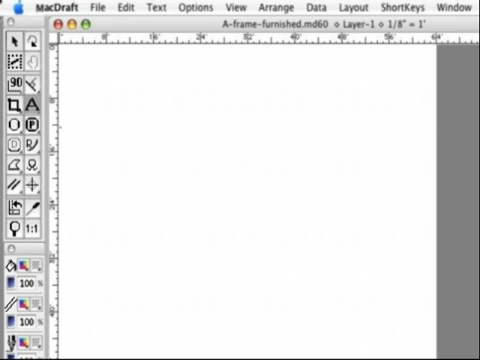 MacDraft File Edit Text Options View Arrange Data Layout ShortKeys Window
A-frame-furnished.md60 ◇ Layer-1 ◇ 1/8" = 1'
0 8' 16' 24' 32' 40' 48' 56' 64'
90
A
P
1:1
100 %
100 %